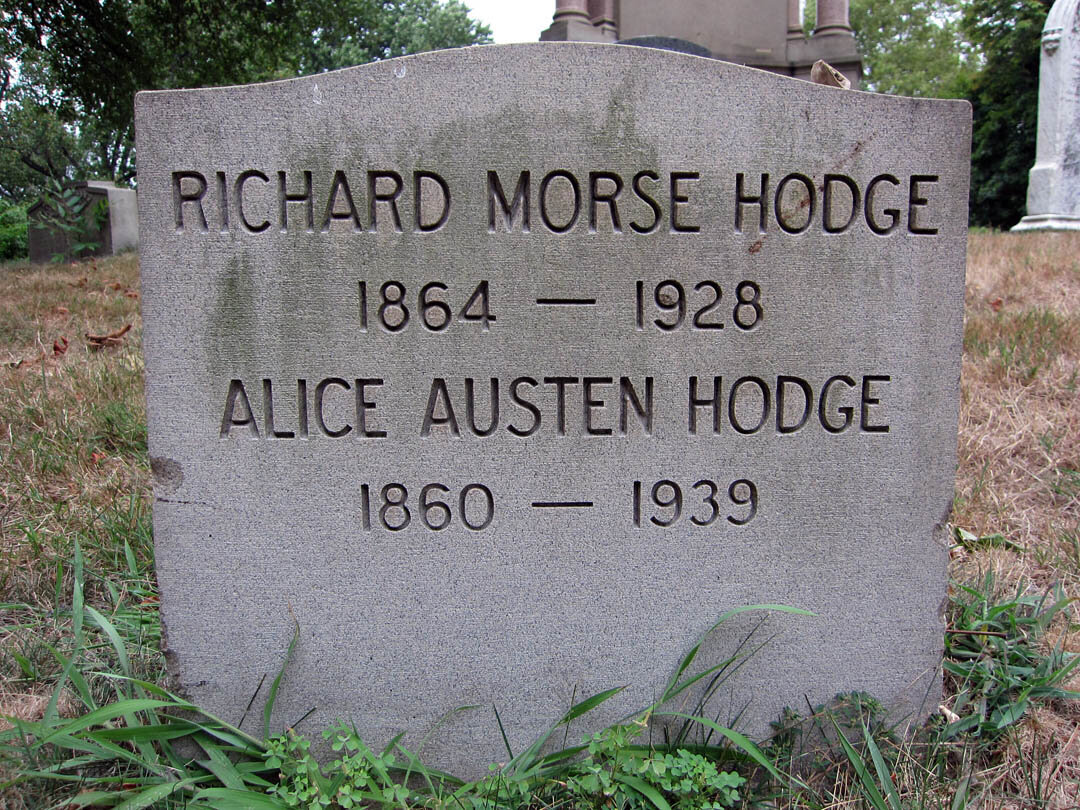 RICHARD MORSE HODGE
1864 — 1928
ALICE AUSTEN HODGE
1860 — 1939